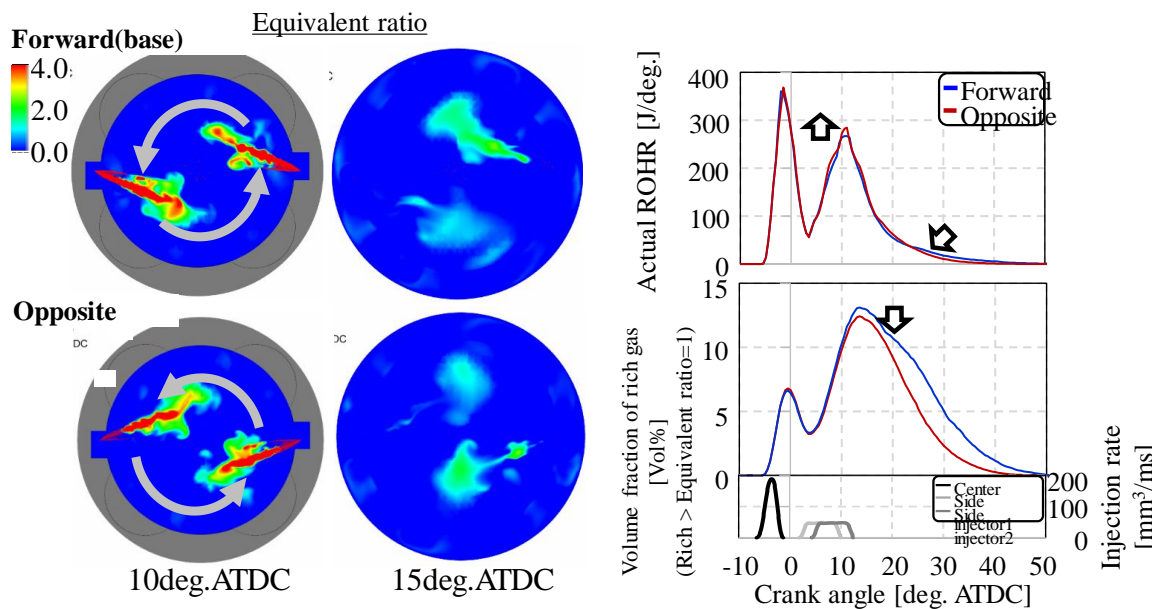 Equivalent ratio
Forward(base)
4.0
2.0
0.0
C
Opposite
DC
10deg.ATDC
15deg.ATDC
Actual ROHR [J/deg.]
400
300
200
100
0
Forward
Opposite
Volume fraction of rich gas
[Vol%]
(Rich > Equivalent ratio=1)
15
10
5
0
Center
Side
Side
injector1
injector2
200
100
0
Injection rate
[mm³/ms]
-10 0 10 20 30 40 50
Crank angle [deg. ATDC]